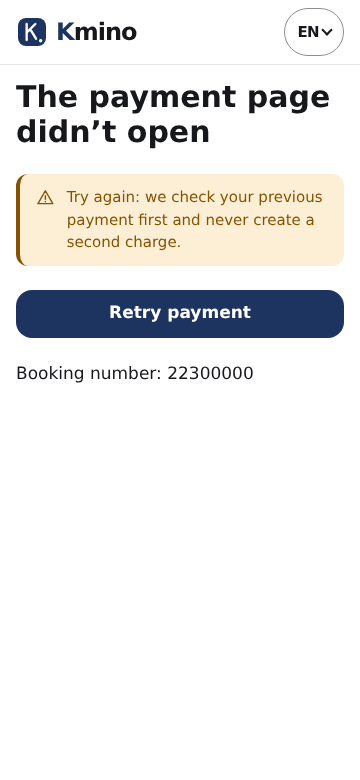 K.
Kmino
EN
The payment page
didn’t open
Try again: we check your previous
payment first and never create a
second charge.
Retry payment
Booking number: 22300000